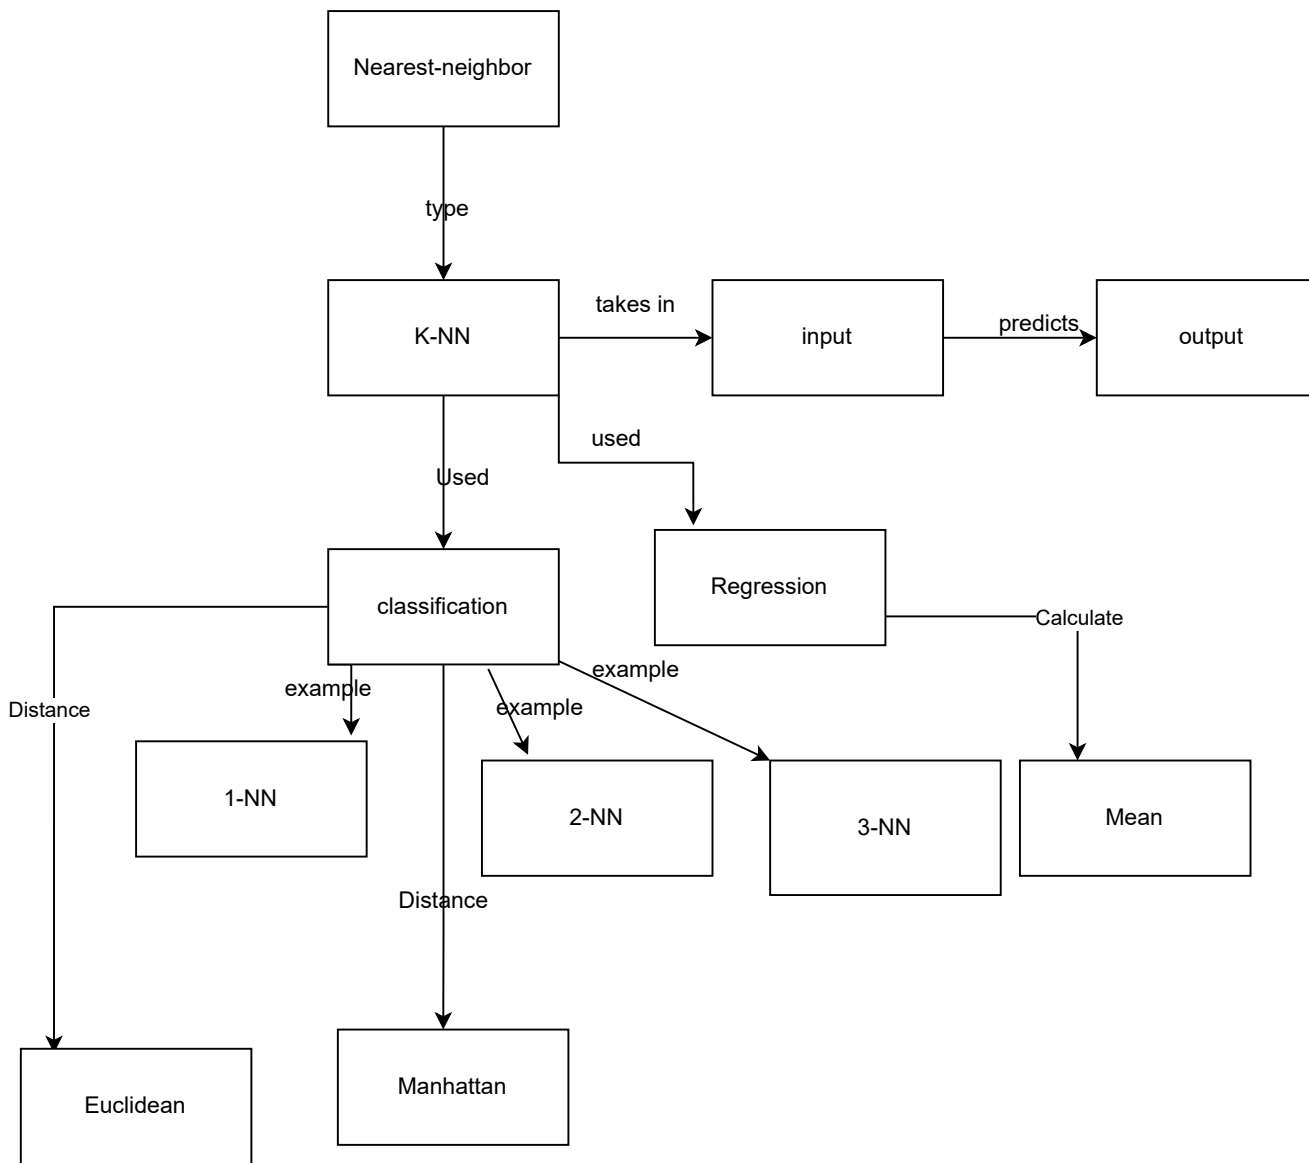 Nearest-neighbor
type
K-NN
takes in
input
predicts
output
used
Used
classification
Regression
Calculate
example
example
example
Distance
1-NN
2-NN
3-NN
Mean
Distance
Manhattan
Euclidean